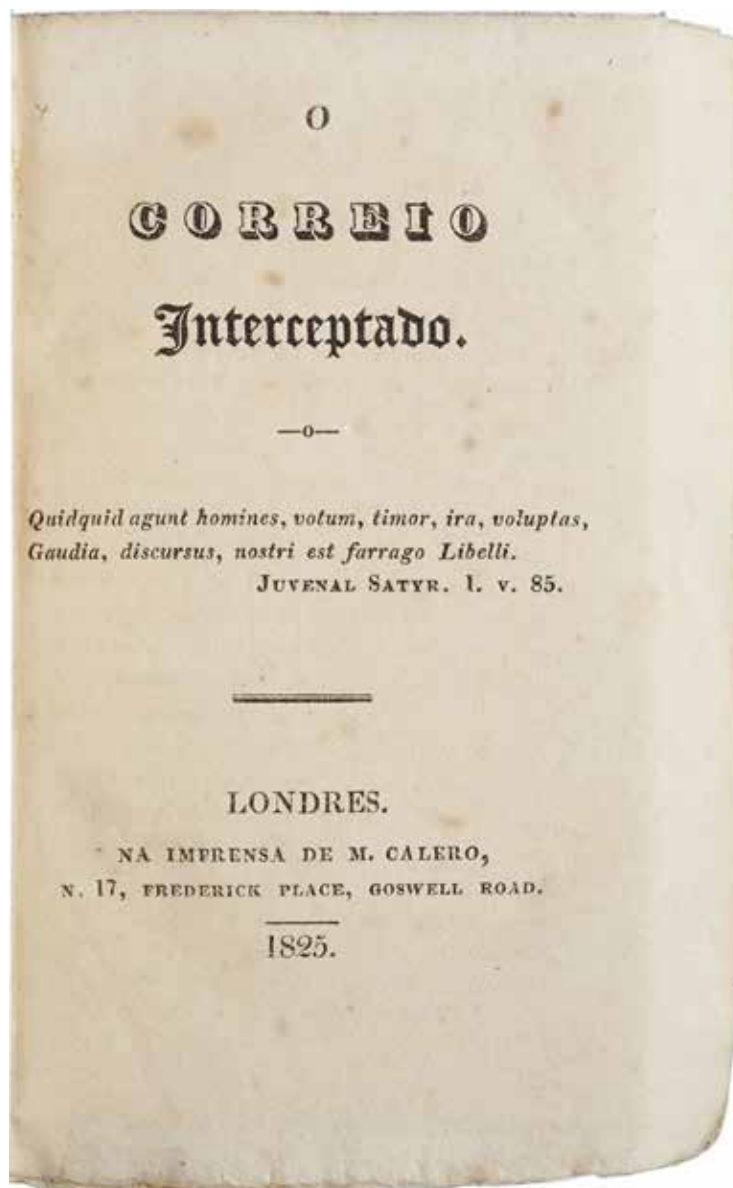 O
CORREIO
Interceptado.
—o—
Quidquid agunt homines, votum, timor, ira, voluptas,
Gaudia, discursus, nostri est farrago Libelli.
JUVENAL SATYR. 1. v. 85.
LONDRES.
NA IMPRENSA DE M. CALERO,
N. 17, FREDERICK PLACE, GOSWELL ROAD.
1825.